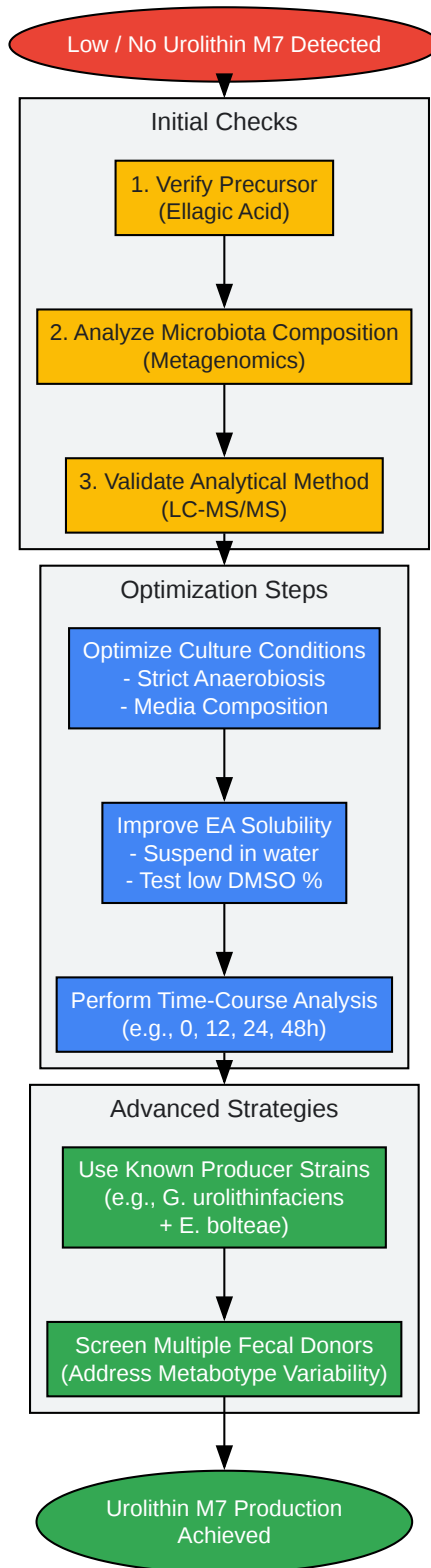 Low / No Urolithin M7 Detected
Initial Checks
1. Verify Precursor
(Ellagic Acid)
2. Analyze Microbiota Composition
(Metagenomics)
3. Validate Analytical Method
(LC-MS/MS)
Optimization Steps
Optimize Culture Conditions
- Strict Anaerobiosis
- Media Composition
Improve EA Solubility
- Suspend in water
- Test low DMSO %
Perform Time-Course Analysis
(e.g., 0, 12, 24, 48h)
Advanced Strategies
Use Known Producer Strains
(e.g., G. urolithinfaciens
+ E. bolteae)
Screen Multiple Fecal Donors
(Address Metabotype Variability)
Urolithin M7 Production
Achieved